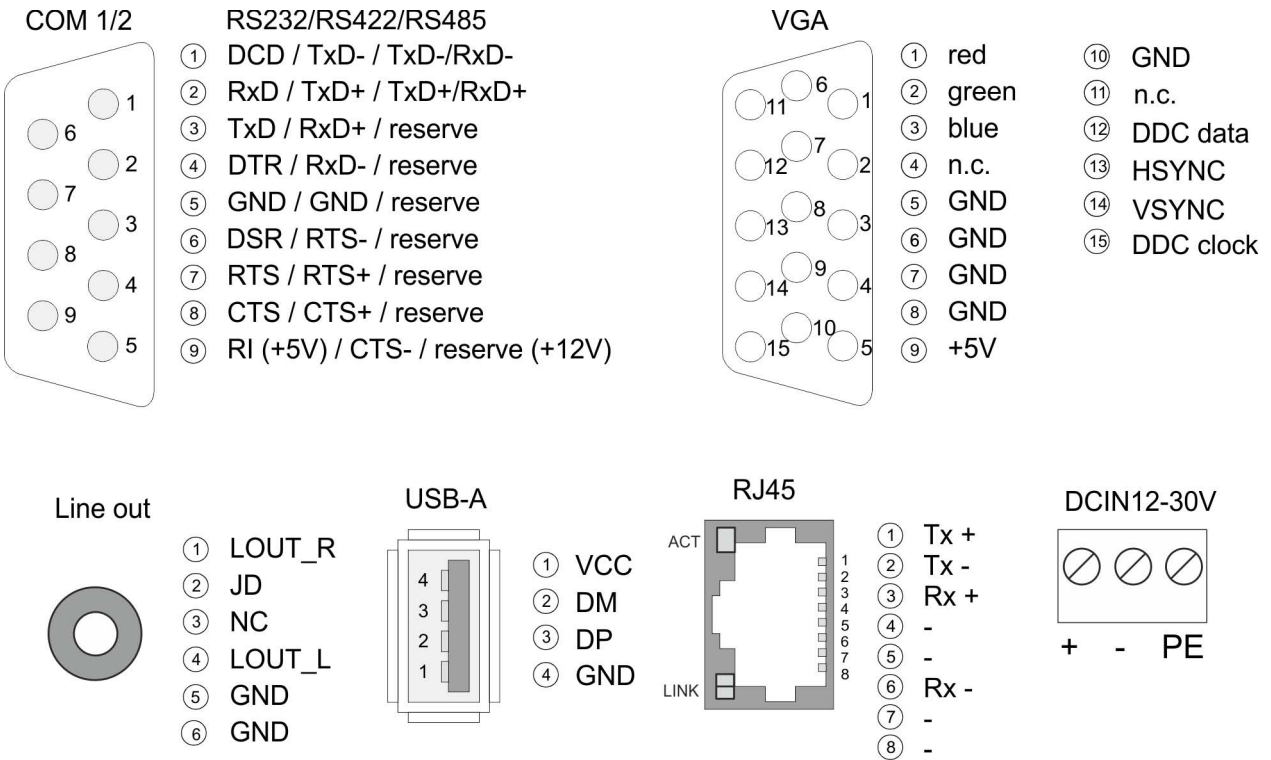 COM 1/2
RS232/RS422/RS485
① DCD / TxD- / TxD-/RxD-
② RxD / TxD+ / TxD+/RxD+
③ TxD / RxD+ / reserve
④ DTR / RxD- / reserve
⑤ GND / GND / reserve
⑥ DSR / RTS- / reserve
⑦ RTS / RTS+ / reserve
⑧ CTS / CTS+ / reserve
⑨ RI (+5V) / CTS- / reserve (+12V)
1
6
2
7
3
8
4
9
5
VGA
6
11
1
7
12
2
8
13
3
9
14
4
10
15
5
① red
② green
③ blue
④ n.c.
⑤ GND
⑥ GND
⑦ GND
⑧ GND
⑨ +5V
⑩ GND
⑪ n.c.
⑫ DDC data
⑬ HSYNC
⑭ VSYNC
⑮ DDC clock
Line out
① LOUT_R
② JD
③ NC
④ LOUT_L
⑤ GND
⑥ GND
USB-A
4
3
2
1
① VCC
② DM
③ DP
④ GND
RJ45
ACT
LINK
1
2
3
4
5
6
7
8
① Tx +
② Tx -
③ Rx +
④ -
⑤ -
⑥ Rx -
⑦ -
⑧ -
DCIN12-30V
+ - PE